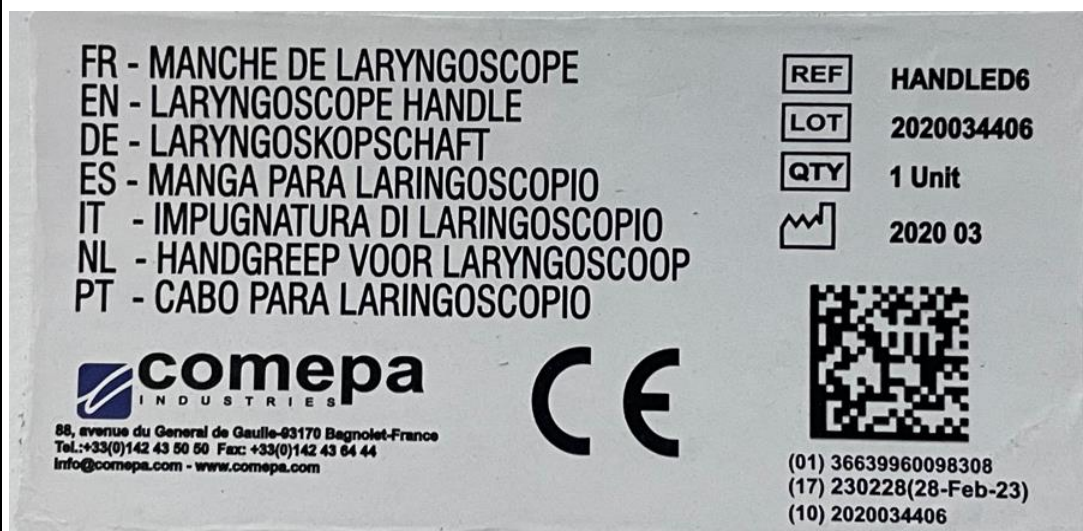 FR - MANCHE DE LARYNGOSCOPE
EN - LARYNGOSCOPE HANDLE
DE - LARYNGOSKOPSCHAFT
ES - MANGA PARA LARINGOSCOPIO
IT - IMPUGNATURA DI LARINGOSCOPIO
NL - HANDGREEP VOOR LARYNGOSCOOP
PT - CABO PARA LARINGOSCOPIO
comepa
INDUSTRIES
88, avenue du General de Gaulle-93170 Bagnolet-France
Tel.:+33(0)142 43 50 50 Fax: +33(0)142 43 64 44
Info@comepa.com - www.comepa.com
CE
REF HANDLED6
LOT 2020034406
QTY 1 Unit
2020 03
(01) 36639960098308
(17) 230228(28-Feb-23)
(10) 2020034406